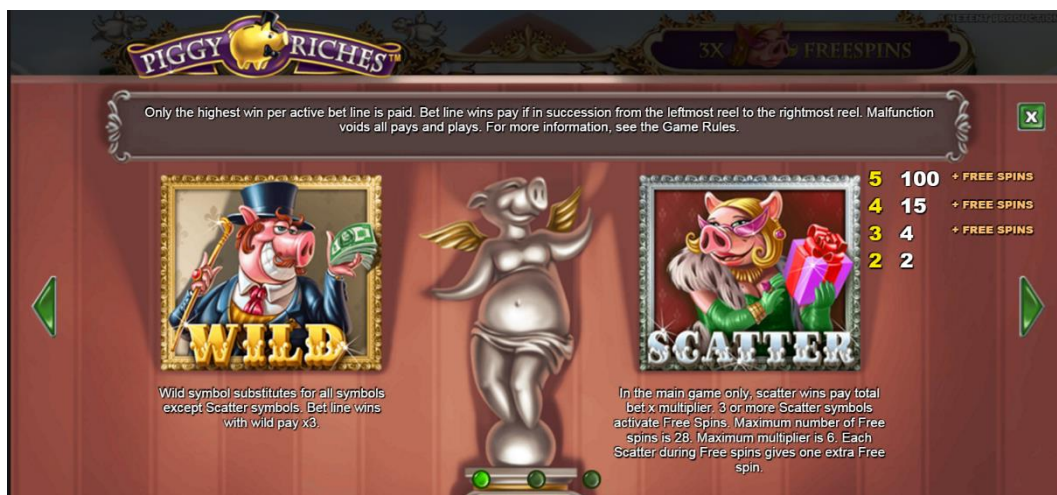 NETENT PRODUCTION
PIGGY RICHES™
3X FREESPINS
Only the highest win per active bet line is paid. Bet line wins pay if in succession from the leftmost reel to the rightmost reel. Malfunction
voids all pays and plays. For more information, see the Game Rules.
X
5 100 + FREE SPINS
4 15 + FREE SPINS
3 4 + FREE SPINS
2 2
WILD
SCATTER
Wild symbol substitutes for all symbols
except Scatter symbols. Bet line wins
with wild pay x3.
In the main game only, scatter wins pay total
bet x multiplier. 3 or more Scatter symbols
activate Free Spins. Maximum number of Free
spins is 28. Maximum multiplier is 6. Each
Scatter during Free spins gives one extra Free
spin.